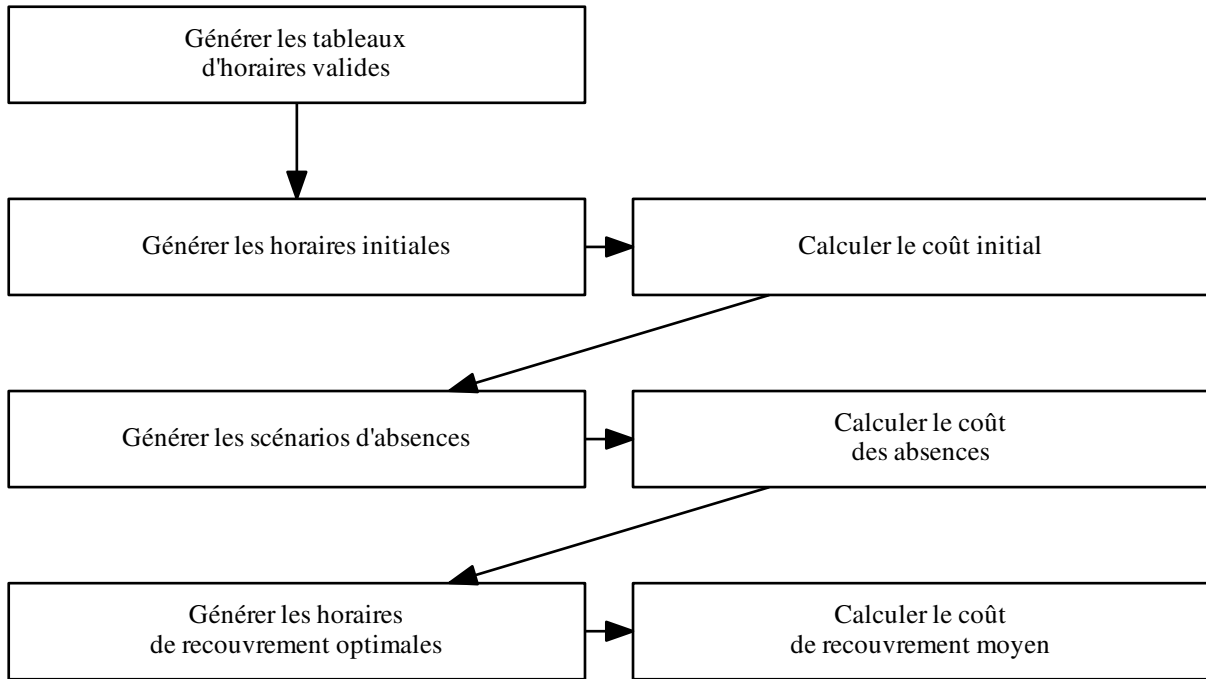 Générer les tableaux
d'horaires valides
Générer les horaires initiales
Calculer le coût initial
Générer les scénarios d'absences
Calculer le coût
des absences
Générer les horaires
de recouvrement optimales
Calculer le coût
de recouvrement moyen